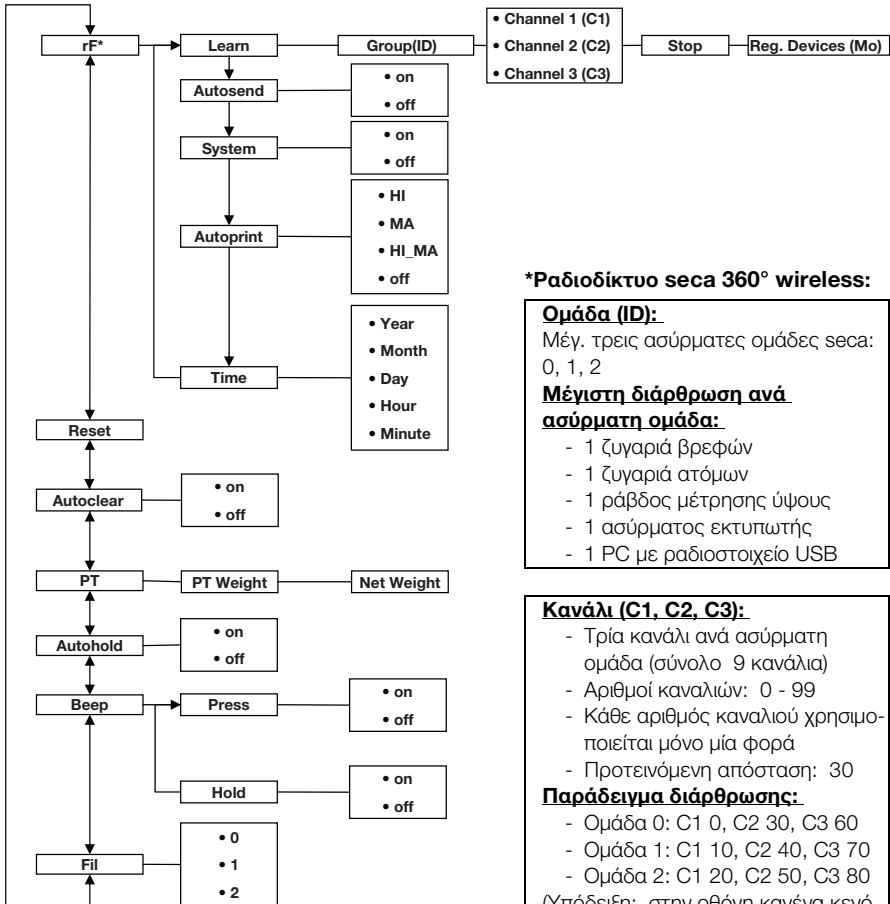 rF*
Learn
Group(ID)
• Channel 1 (C1)
• Channel 2 (C2)
• Channel 3 (C3)
Stop
Reg. Devices (Mo)
Autosend
• on
• off
System
• on
• off
Autoprint
• HI
• MA
• HI_MA
• off
Time
• Year
• Month
• Day
• Hour
• Minute
Reset
Autoclear
• on
• off
PT
PT Weight
Net Weight
Autohold
• on
• off
Beep
Press
• on
• off
Hold
• on
• off
Fil
• 0
• 1
• 2
*Ραδιοδίκτυο seca 360° wireless:
Ομάδα (ID):
Μέγ. τρεις ασύρματες ομάδες seca:
0, 1, 2
Μέγιστη διάρθρωση ανά
ασύρματη ομάδα:
- 1 ζυγαριά βρεφών
- 1 ζυγαριά ατόμων
- 1 ράβδος μέτρησης ύψους
- 1 ασύρματος εκτυπωτής
- 1 PC με ραδιοστοιχείο USB
Κανάλι (C1, C2, C3):
- Τρία κανάλι ανά ασύρματη
ομάδα (σύνολο 9 κανάλια)
- Αριθμοί καναλιών: 0 - 99
- Κάθε αριθμός καναλιού χρησιμο-
ποιείται μόνο μία φορά
- Προτεινόμενη απόσταση: 30
Παράδειγμα διάρθρωσης:
- Ομάδα 0: C1 0, C2 30, C3 60
- Ομάδα 1: C1 10, C2 40, C3 70
- Ομάδα 2: C1 20, C2 50, C3 80
(Υπόδειξη: στην οθόνη κανένα κενό